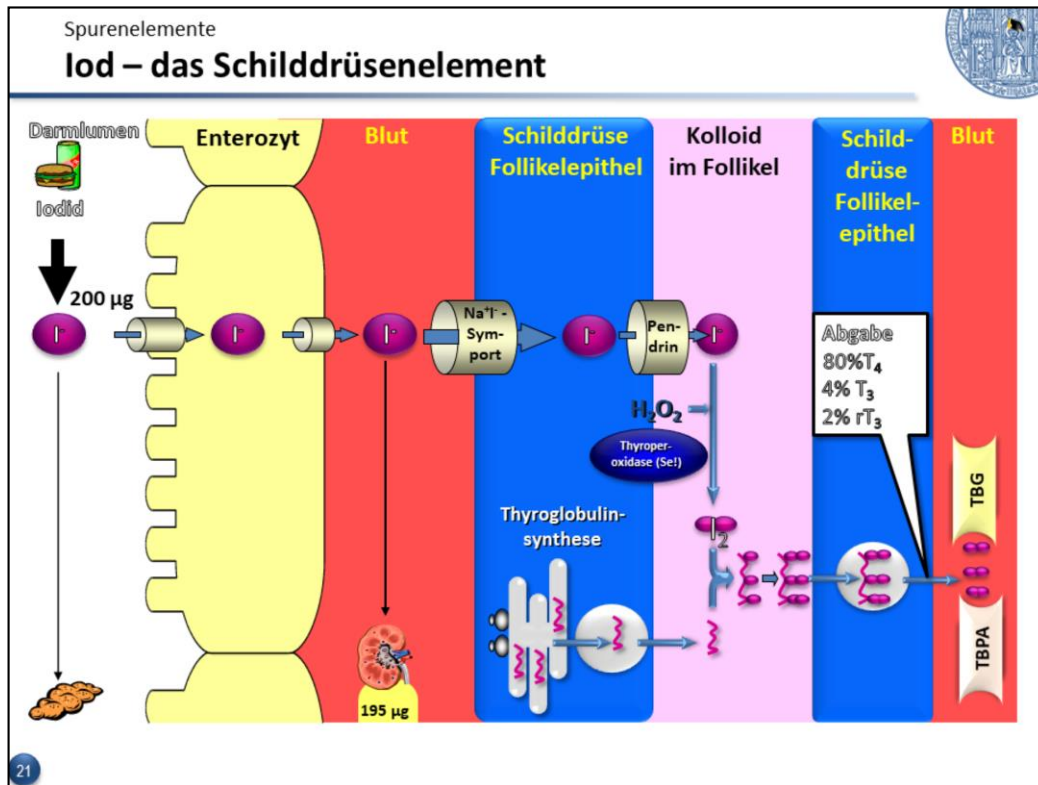 Spurenelemente
Iod – das Schilddrüsenelement
Darmlumen
Iodid
200 µg
I⁻
Enterozyt
I⁻
Blut
I⁻
195 µg
Schilddrüse
Follikelepithel
Na⁺I⁻ -
Sym-
port
I⁻
Pen-
drin
Kolloid
im Follikel
I⁻
H₂O₂
Thyroper-
oxidase (Se!)
I₂
Thyroglobulin-
synthese
Schild-
drüse
Follikel-
epithel
Abgabe
80%T₄
4% T₃
2% rT₃
Blut
TBG
TBPA
21